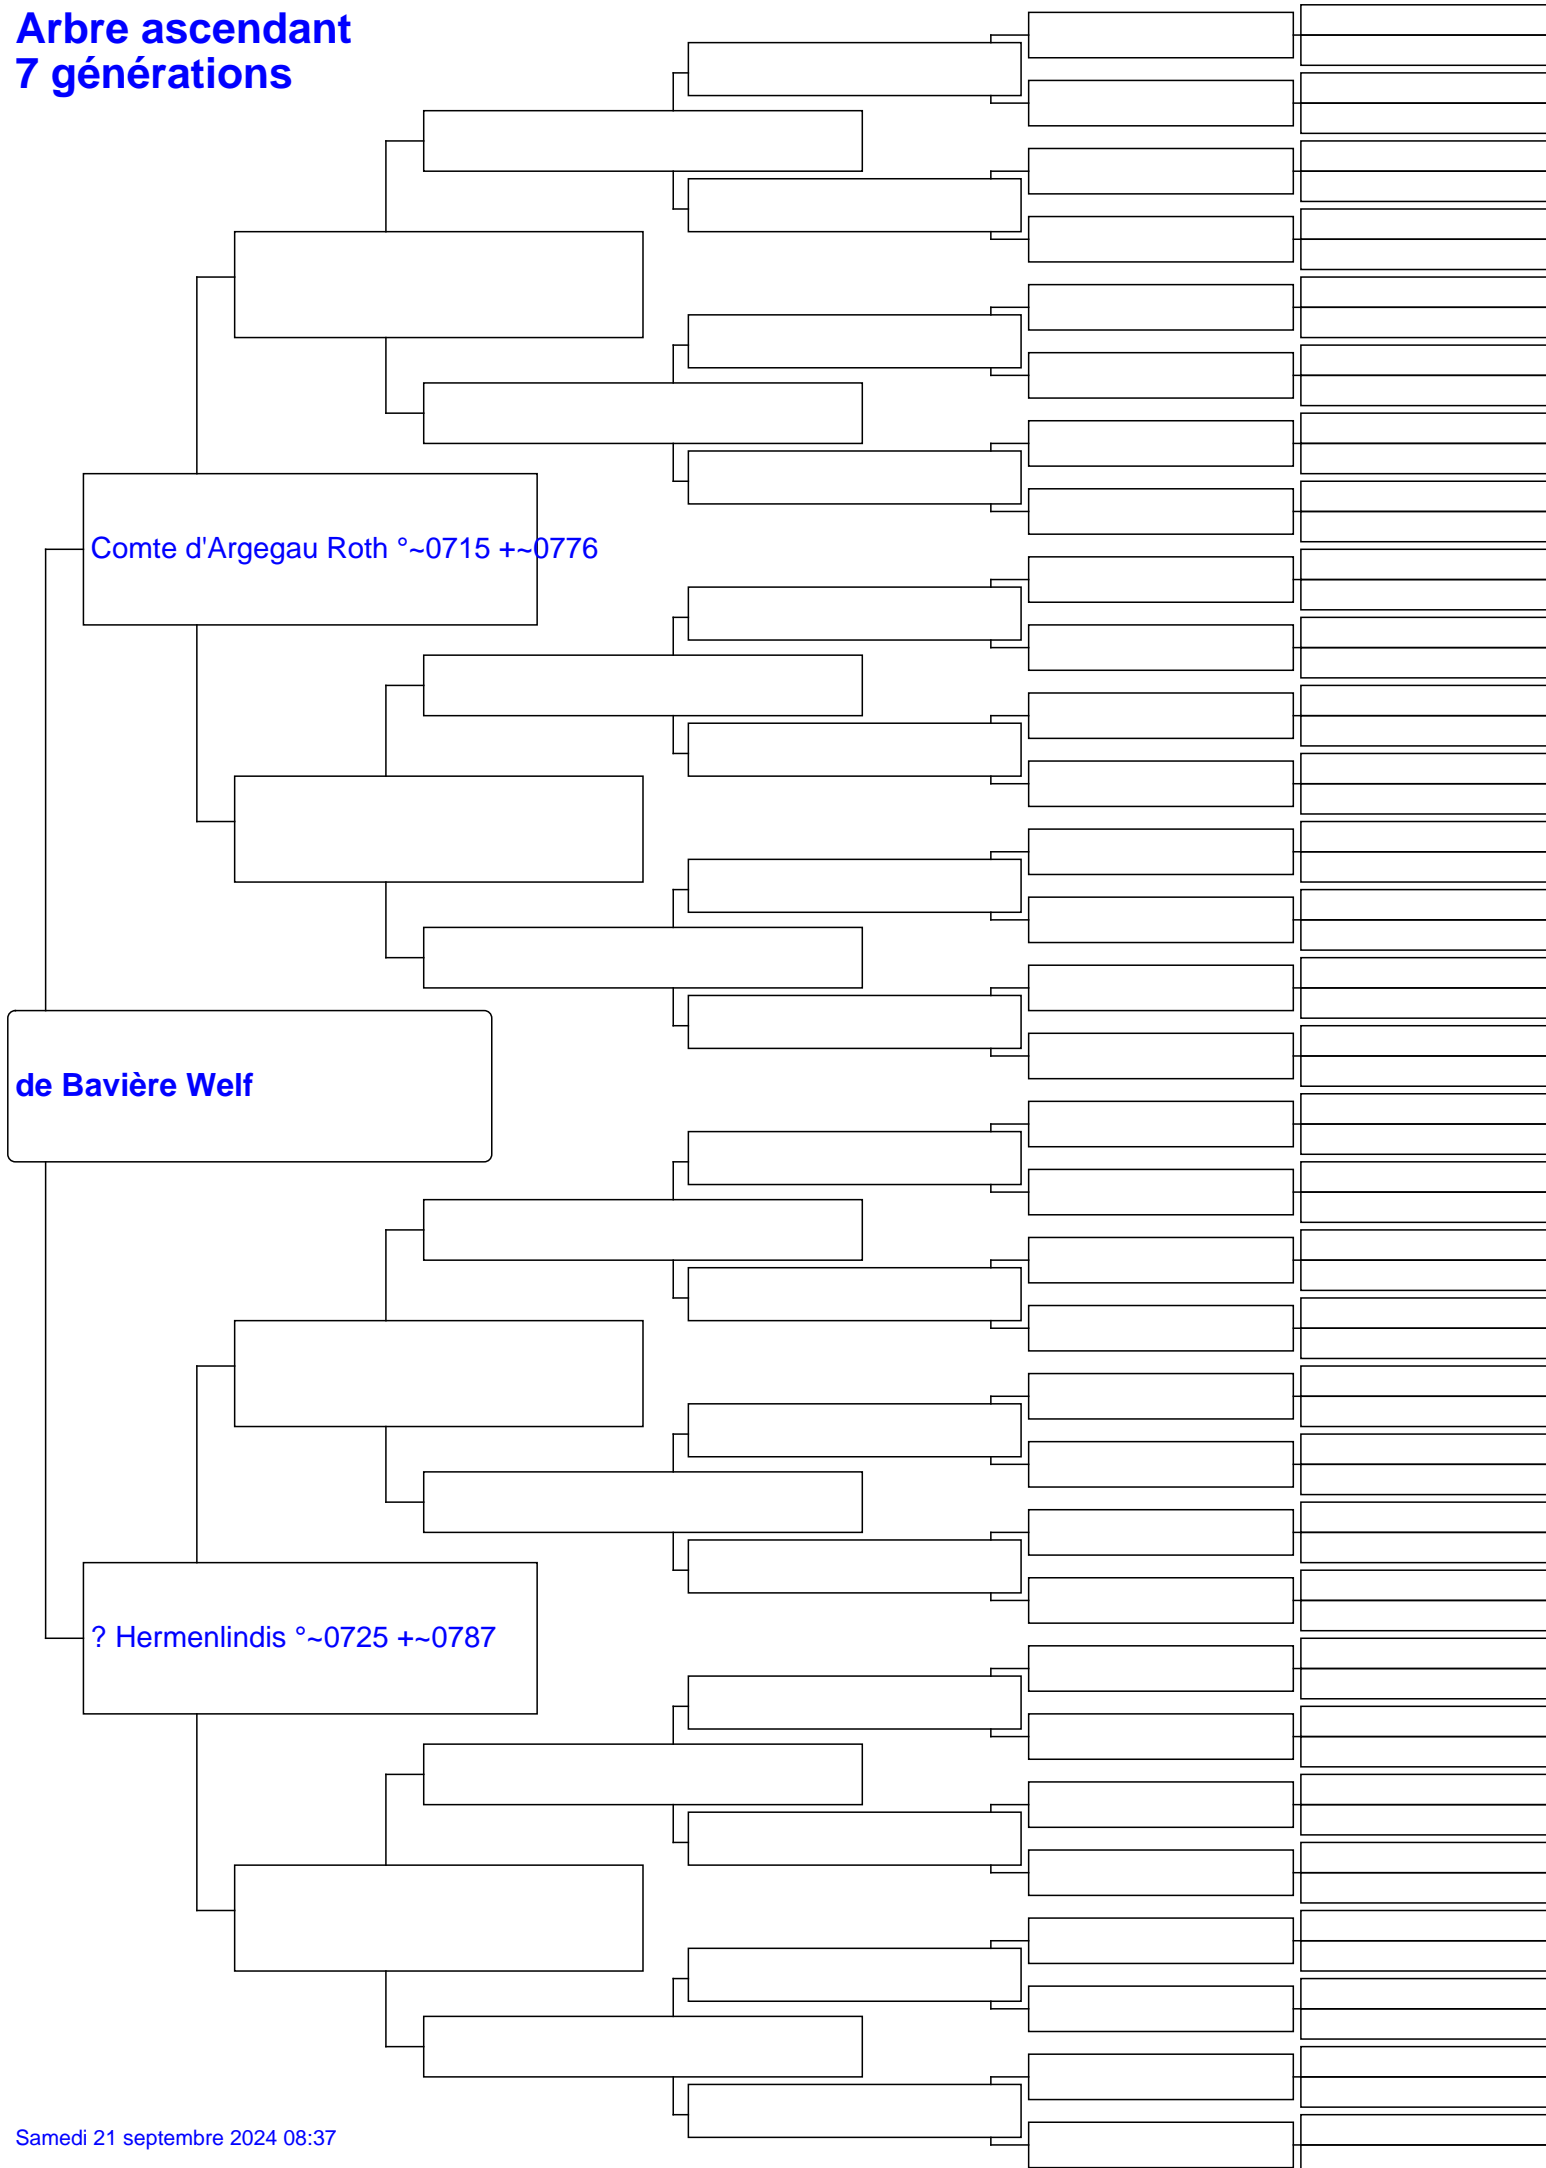 Arbre ascendant
7 générations
Comte d'Argegau Roth °~0715 +~0776
de Bavière Welf
? Hermenlindis °~0725 +~0787
Samedi 21 septembre 2024 08:37